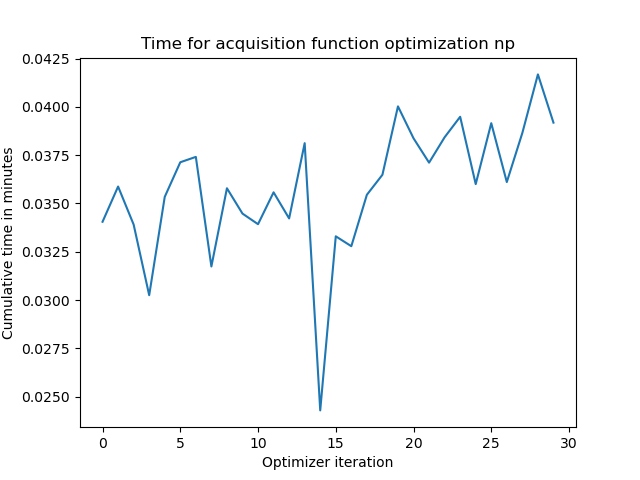 Time for acquisition function optimization np
Cumulative time in minutes
0.0425
0.0400
0.0375
0.0350
0.0325
0.0300
0.0275
0.0250
0 5 10 15 20 25 30
Optimizer iteration